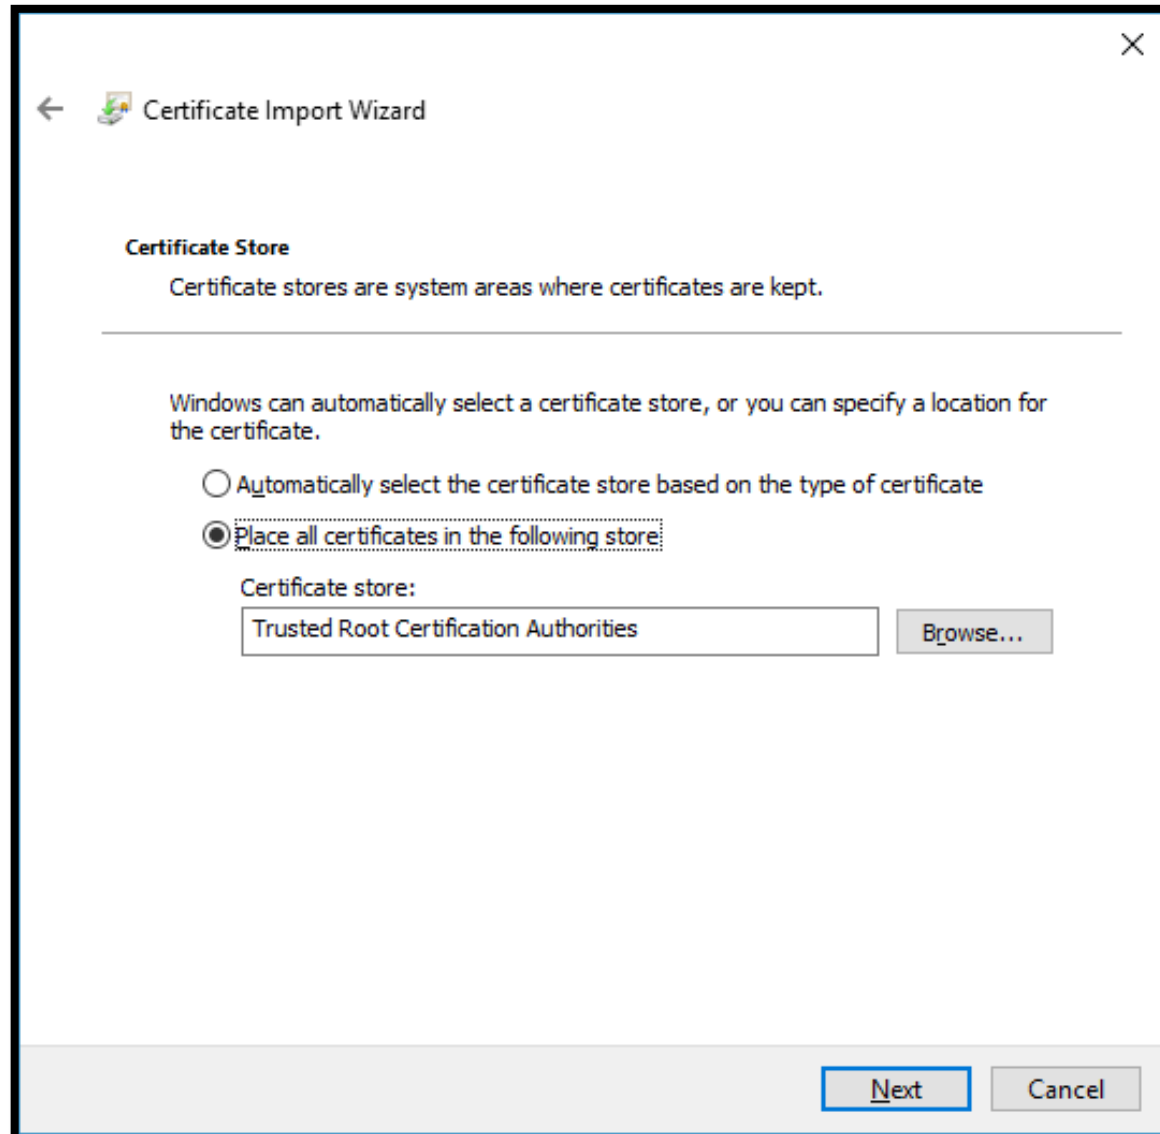 Certificate Import Wizard
Certificate Store
Certificate stores are system areas where certificates are kept.
Windows can automatically select a certificate store, or you can specify a location for
the certificate.
Automatically select the certificate store based on the type of certificate
Place all certificates in the following store
Certificate store:
Trusted Root Certification Authorities
Browse...
Next
Cancel